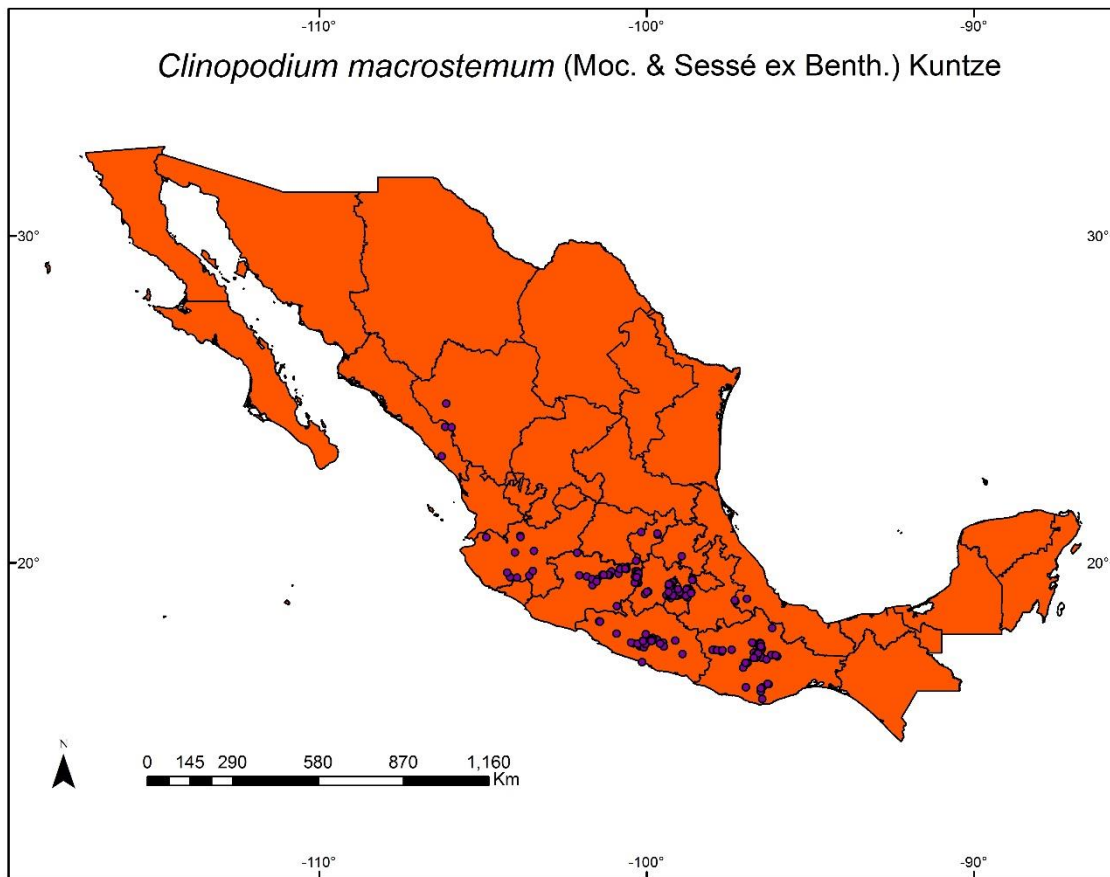 -110° -100° -90°
Clinopodium macrostemum (Moc. & Sessé ex Benth.) Kuntze
30° 30°
20° 20°
N
0 145 290 580 870 1,160
Km
-110° -100° -90°